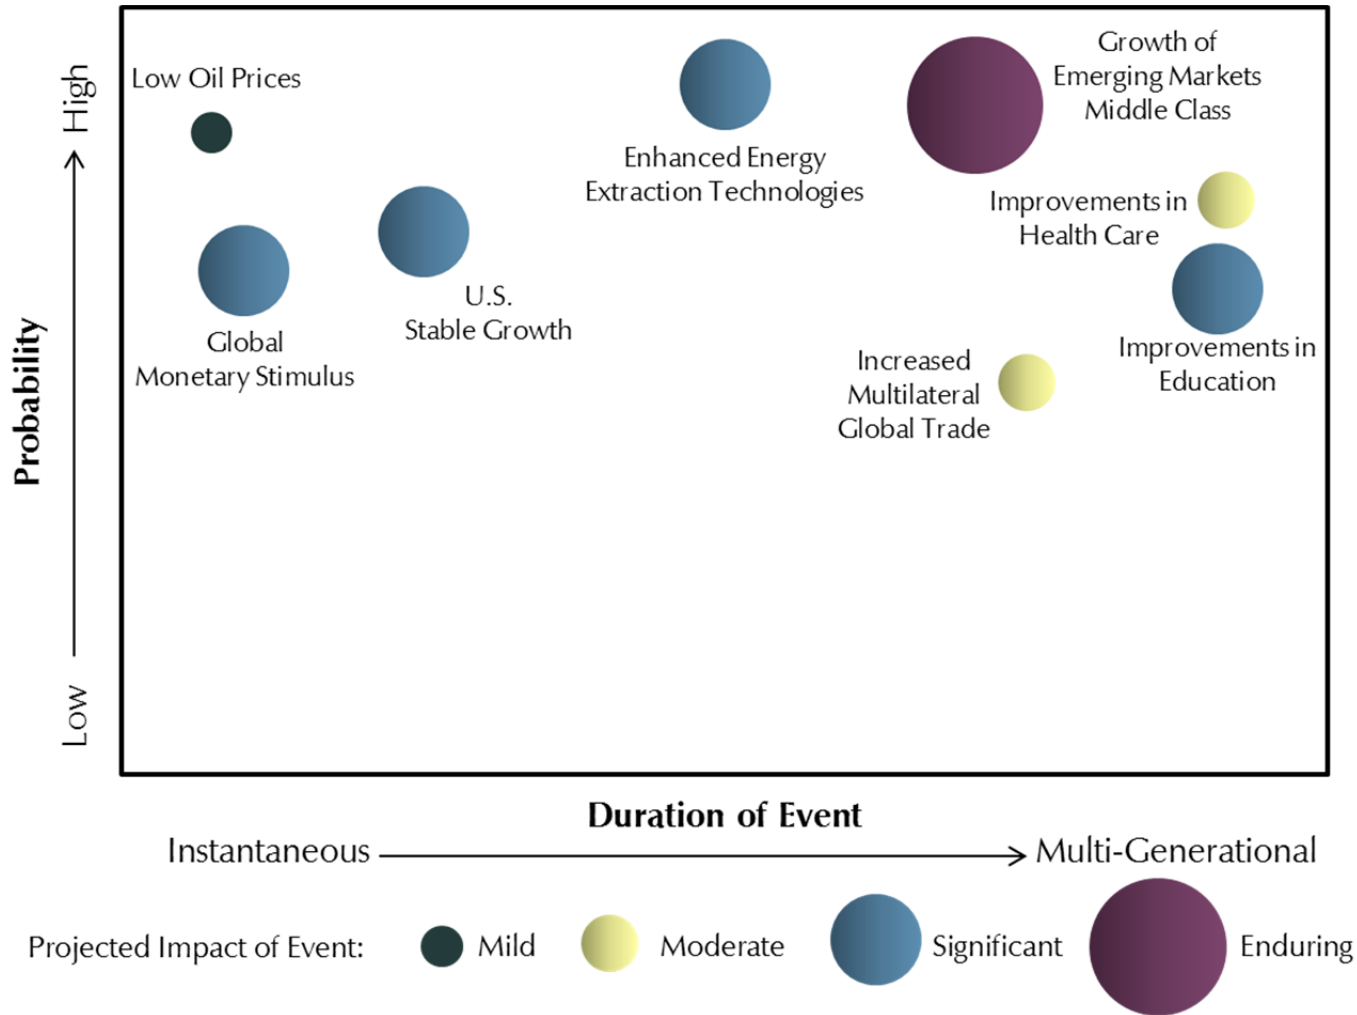 Low Oil Prices
Growth of
Emerging Markets
Middle Class
Enhanced Energy
Extraction Technologies
Improvements in
Health Care
U.S.
Stable Growth
Global
Monetary Stimulus
Increased
Multilateral
Global Trade
Improvements in
Education
High
Probability
Low
Duration of Event
Instantaneous
Multi-Generational
Projected Impact of Event:
Mild
Moderate
Significant
Enduring